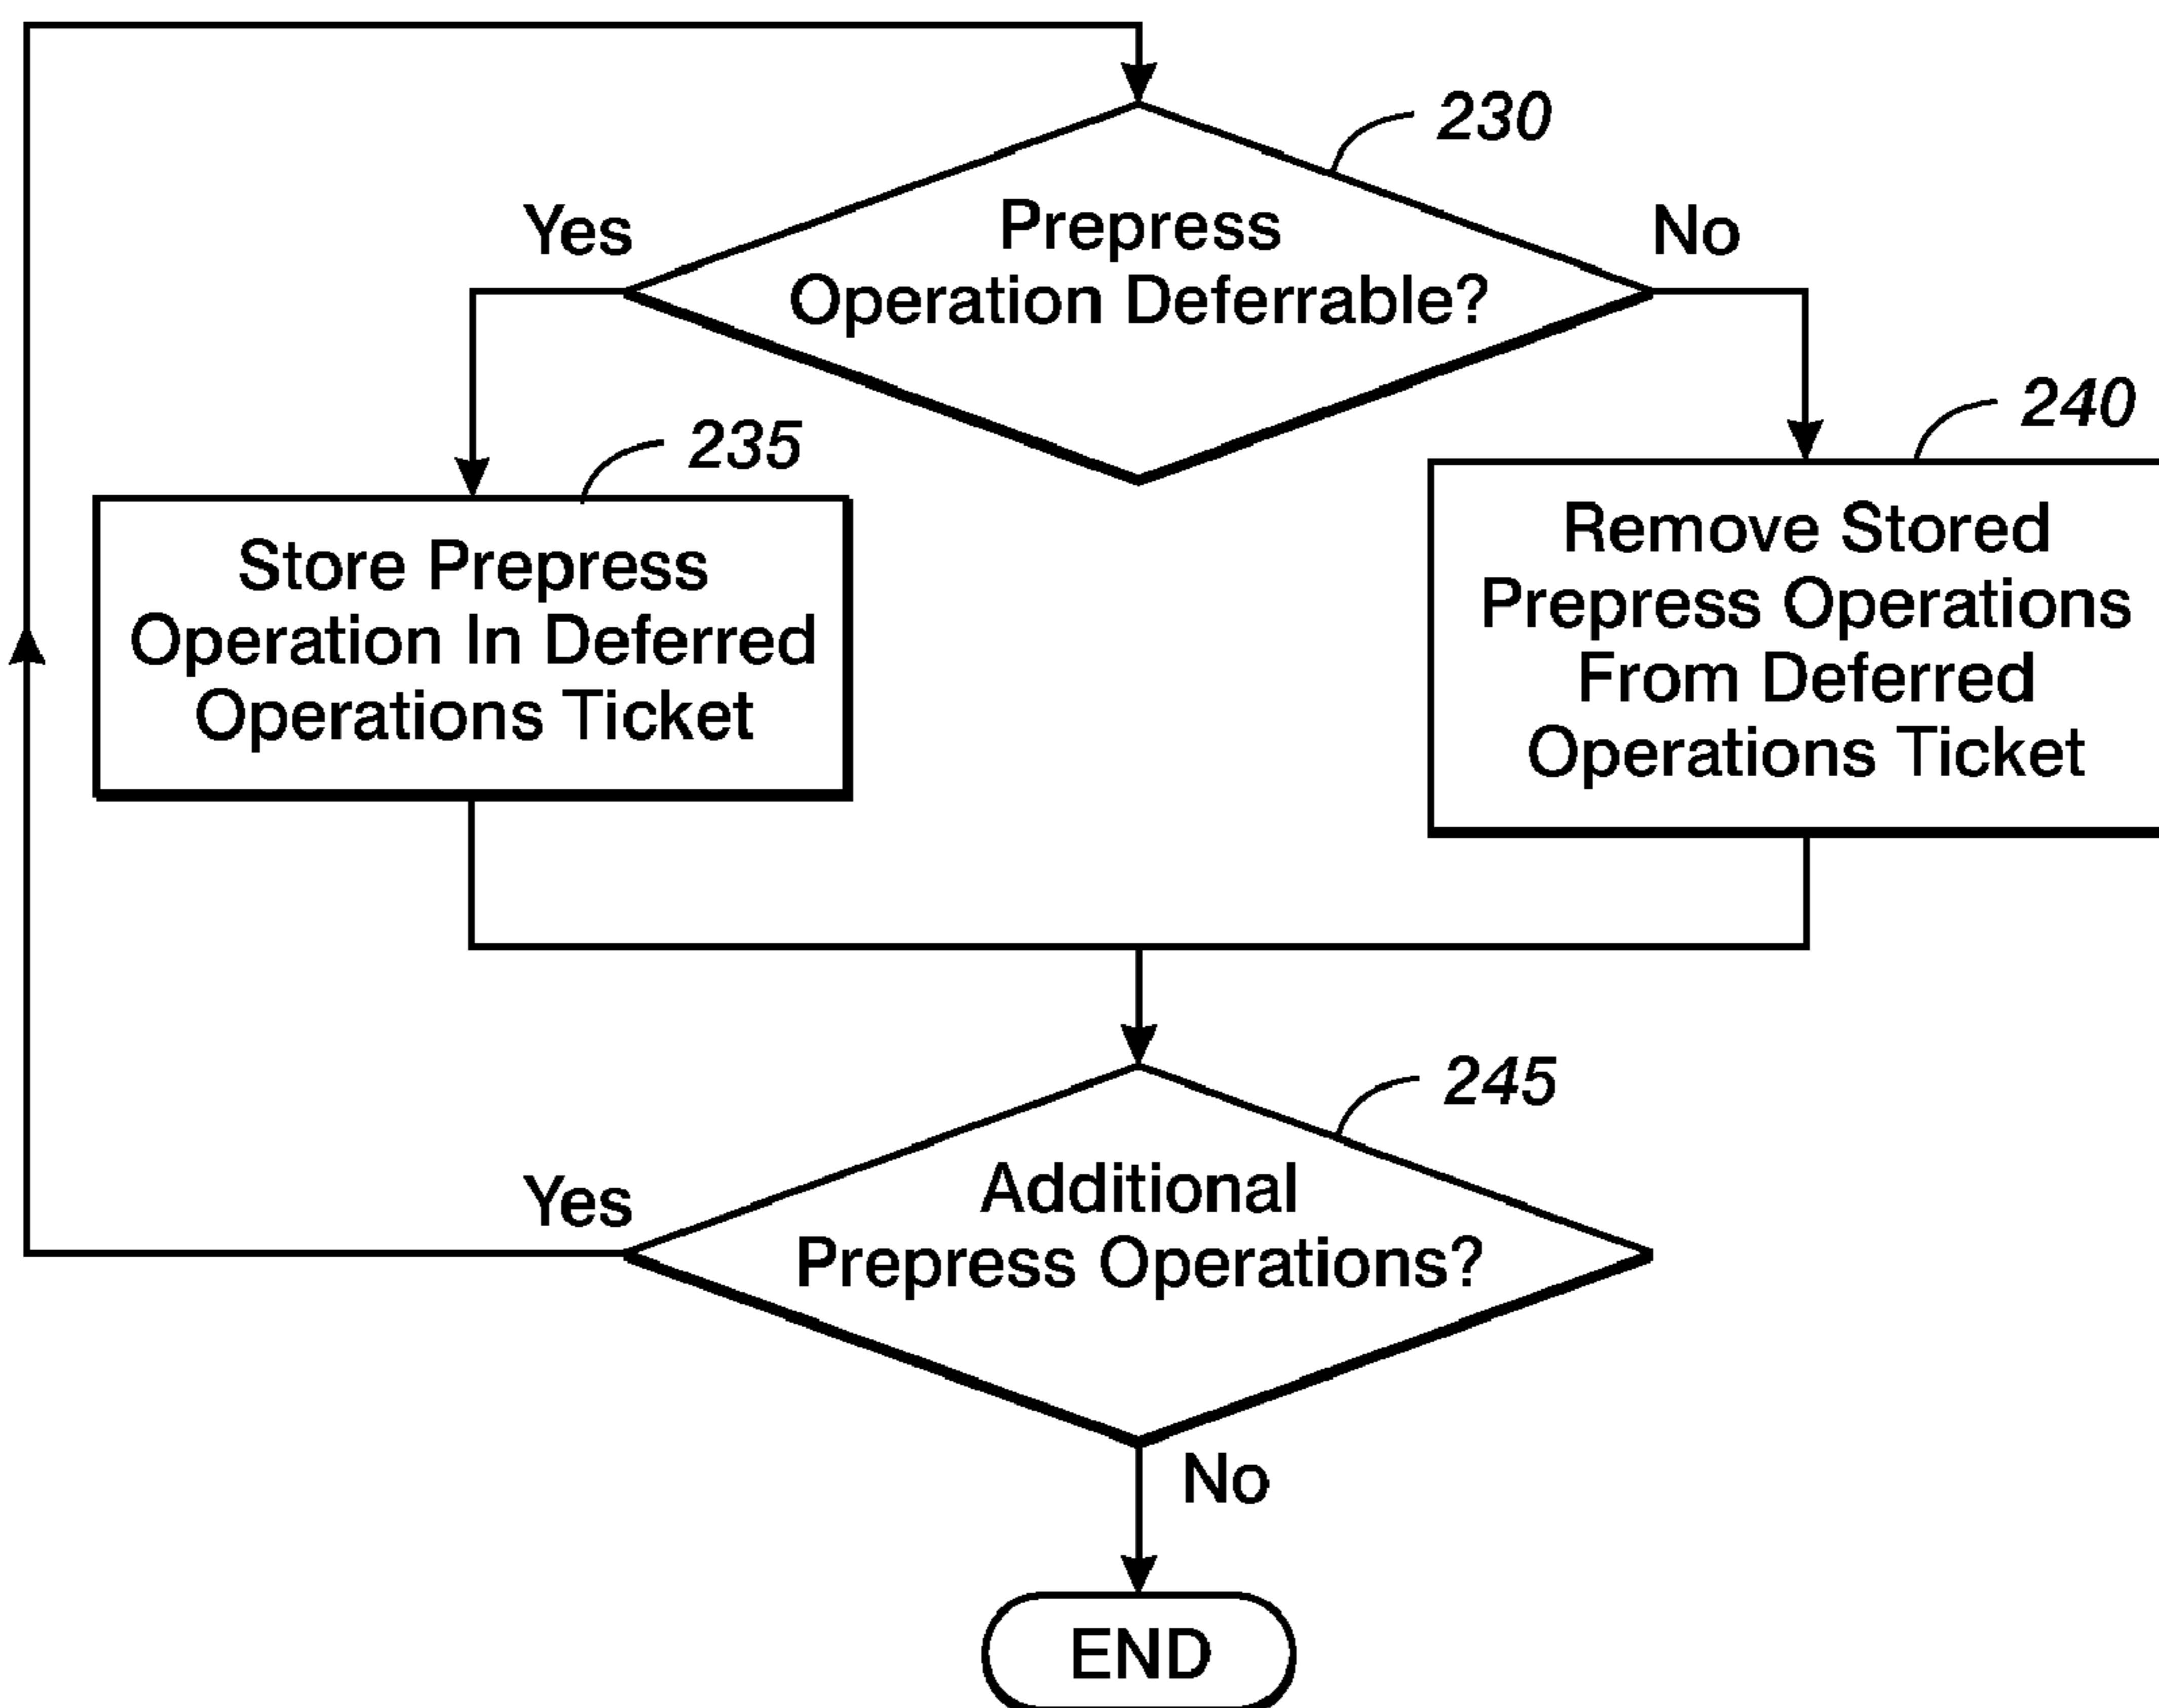 230
Prepress
Operation Deferrable?
Yes
No
235
Store Prepress
Operation In Deferred
Operations Ticket
240
Remove Stored
Prepress Operations
From Deferred
Operations Ticket
245
Additional
Prepress Operations?
Yes
No
END